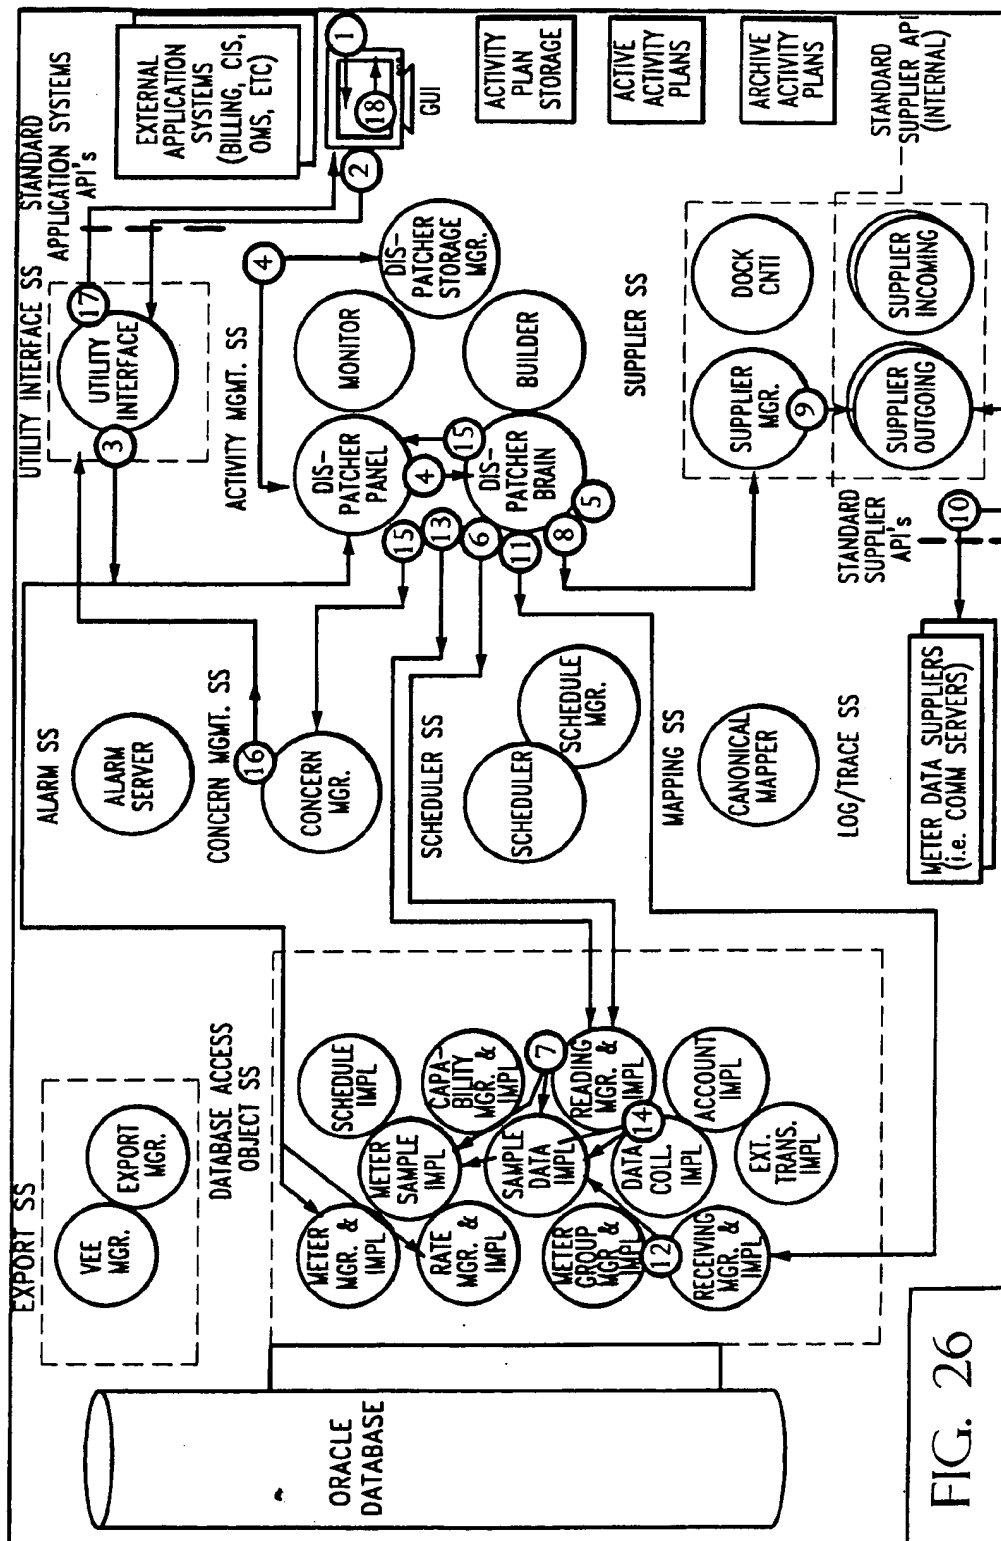 EXPORT SS
VEE
MGR.
EXPORT
MGR.
ALARM SS
ALARM
SERVER
UTILITY INTERFACE SS
UTILITY
INTERFACE
3
17
STANDARD
APPLICATION SYSTEMS
API's
EXTERNAL
APPLICATION
SYSTEMS
(BILLING, CIS,
OMS, ETC)
1
18
2
GUI
ORACLE
DATABASE
DATABASE ACCESS
OBJECT SS
METER
MGR. &
IMPL
SCHEDULE
IMPL
METER
SAMPLE
IMPL
RATE
MGR. &
IMPL
CAPA-
BILITY
MGR. &
IMPL
7
SAMPLE
DATA
IMPL
READING
MGR. &
IMPL
METER
GROUP
MGR. &
IMPL
14
DATA
COLL.
IMPL
12
RECEIVING
MGR. &
IMPL
ACCOUNT
IMPL
EXT.
TRANS.
IMPL
CONCERN MGMT. SS
16
CONCERN
MGR.
SCHEDULER SS
SCHEDULER
SCHEDULE
MGR.
MAPPING SS
CANONICAL
MAPPER
LOG/TRACE SS
METER DATA SUPPLIERS
(i.e. COMM SERVERS)
ACTIVITY MGMT. SS
4
DIS-
PATCHER
PANEL
MONITOR
DIS-
PATCHER
STORAGE
MGR.
15
13
6
11
8
5
4
15
DIS-
PATCHER
BRAIN
BUILDER
SUPPLIER SS
SUPPLIER
MGR.
DOCK
CNTI
9
SUPPLIER
OUTGOING
SUPPLIER
INCOMING
STANDARD
SUPPLIER
API's
10
ACTIVITY
PLAN
STORAGE
ACTIVE
ACTIVITY
PLANS
ARCHIVE
ACTIVITY
PLANS
STANDARD
SUPPLIER API
(INTERNAL)
FIG. 26